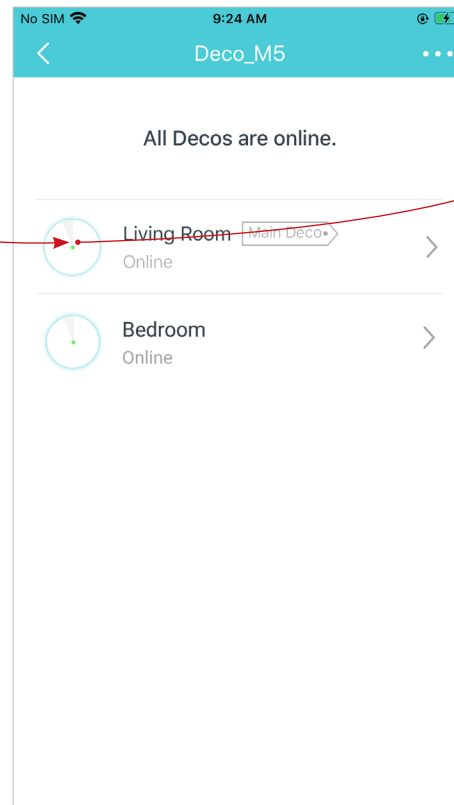 No SIM 9:24 AM
Deco_M5
All Decos are online.
Living Room Main Deco
Online
Bedroom
Online